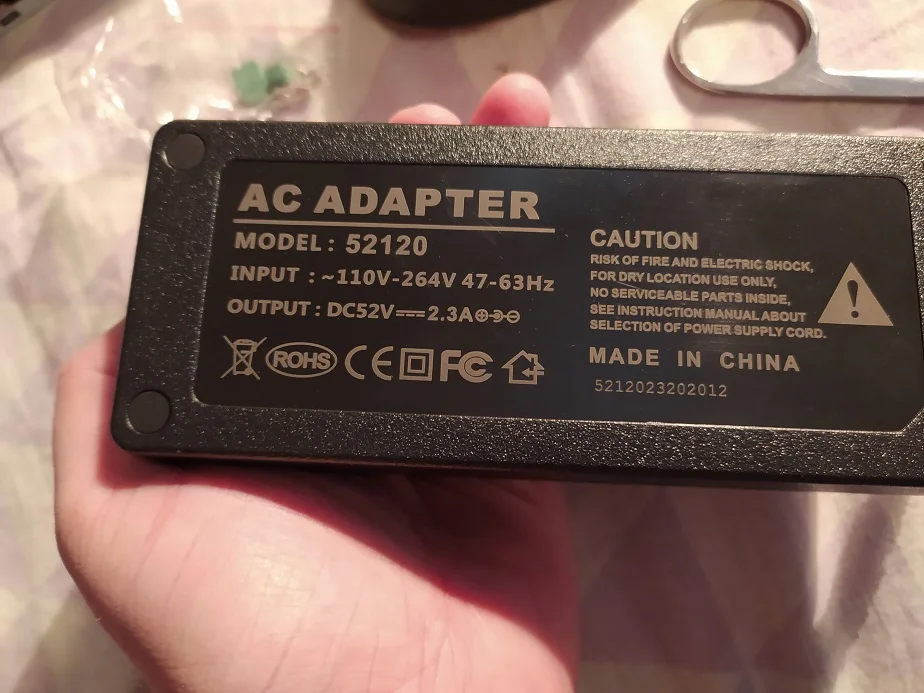 AC ADAPTER
MODEL: 52120
INPUT : ~110V-264V 47-63Hz
OUTPUT : DC52V⎓2.3A⊕⊃⊖
ROHS CE FC
CAUTION
RISK OF FIRE AND ELECTRIC SHOCK,
FOR DRY LOCATION USE ONLY,
NO SERVICEABLE PARTS INSIDE,
SEE INSTRUCTION MANUAL ABOUT
SELECTION OF POWER SUPPLY CORD.
!
MADE IN CHINA
5212023202012